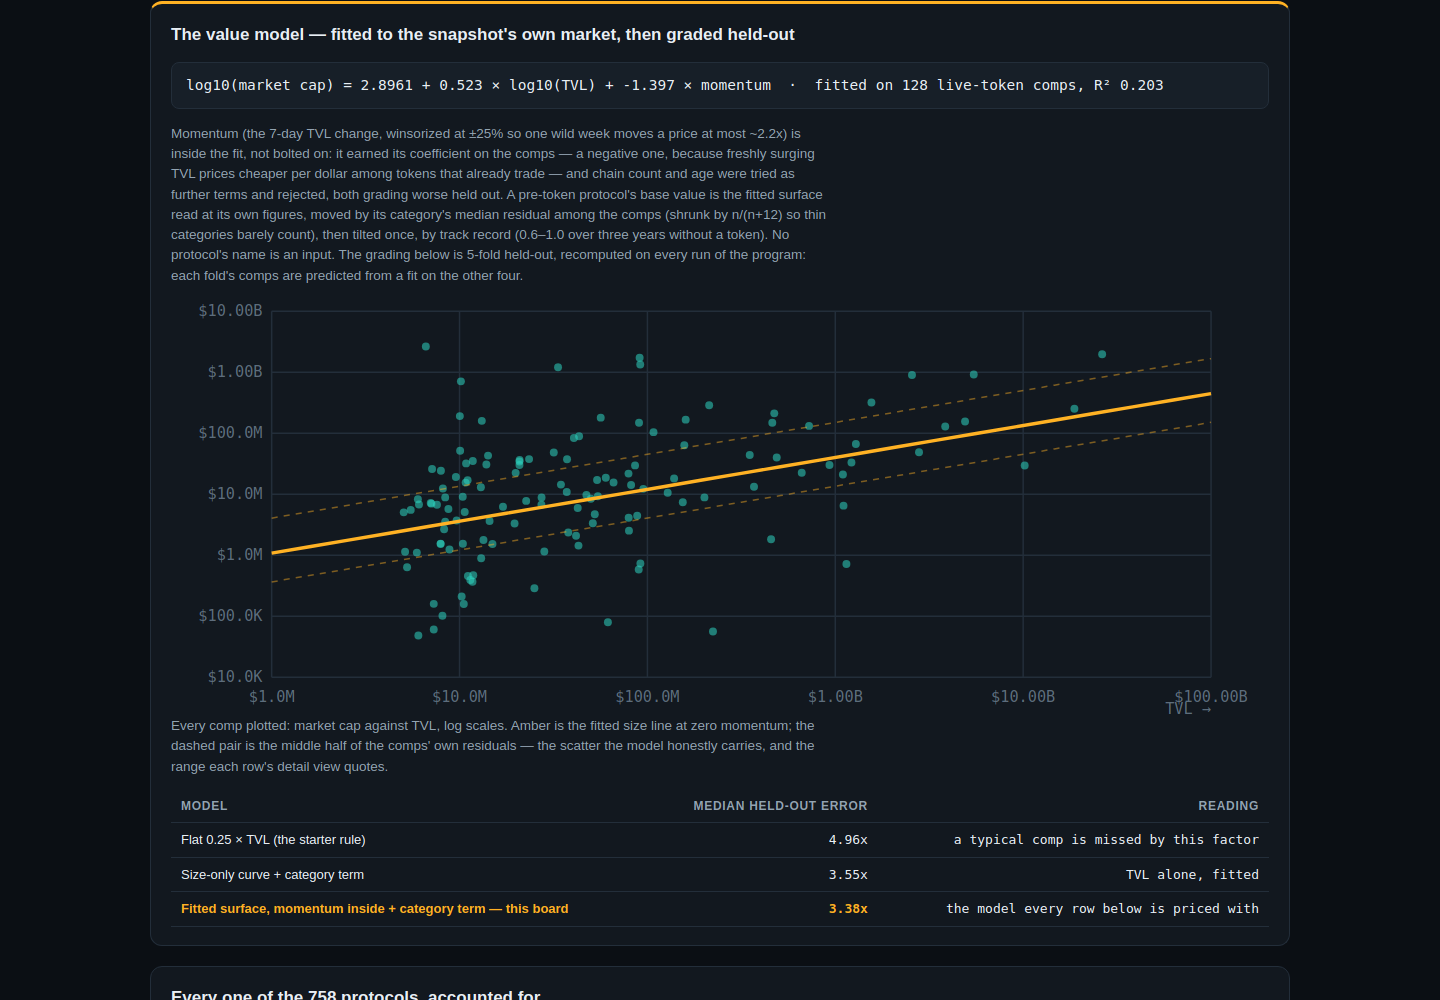 The value model — fitted to the snapshot's own market, then graded held-out
log10(market cap) = 2.8961 + 0.523 × log10(TVL) + -1.397 × momentum · fitted on 128 live-token comps, R² 0.203
Momentum (the 7-day TVL change, winsorized at ±25% so one wild week moves a price at most ~2.2x) is
inside the fit, not bolted on: it earned its coefficient on the comps — a negative one, because freshly surging
TVL prices cheaper per dollar among tokens that already trade — and chain count and age were tried as
further terms and rejected, both grading worse held out. A pre-token protocol's base value is the fitted surface
read at its own figures, moved by its category's median residual among the comps (shrunk by n/(n+12) so thin
categories barely count), then tilted once, by track record (0.6–1.0 over three years without a token). No
protocol's name is an input. The grading below is 5-fold held-out, recomputed on every run of the program:
each fold's comps are predicted from a fit on the other four.
$10.00B
$1.00B
$100.0M
$10.0M
$1.0M
$100.0K
$10.0K
$1.0M $10.0M $100.0M $1.00B $10.00B $100.00B
TVL →
Every comp plotted: market cap against TVL, log scales. Amber is the fitted size line at zero momentum; the
dashed pair is the middle half of the comps' own residuals — the scatter the model honestly carries, and the
range each row's detail view quotes.
MODEL MEDIAN HELD-OUT ERROR READING
Flat 0.25 × TVL (the starter rule) 4.96x a typical comp is missed by this factor
Size-only curve + category term 3.55x TVL alone, fitted
Fitted surface, momentum inside + category term — this board 3.38x the model every row below is priced with
Every one of the 758 protocols, accounted for